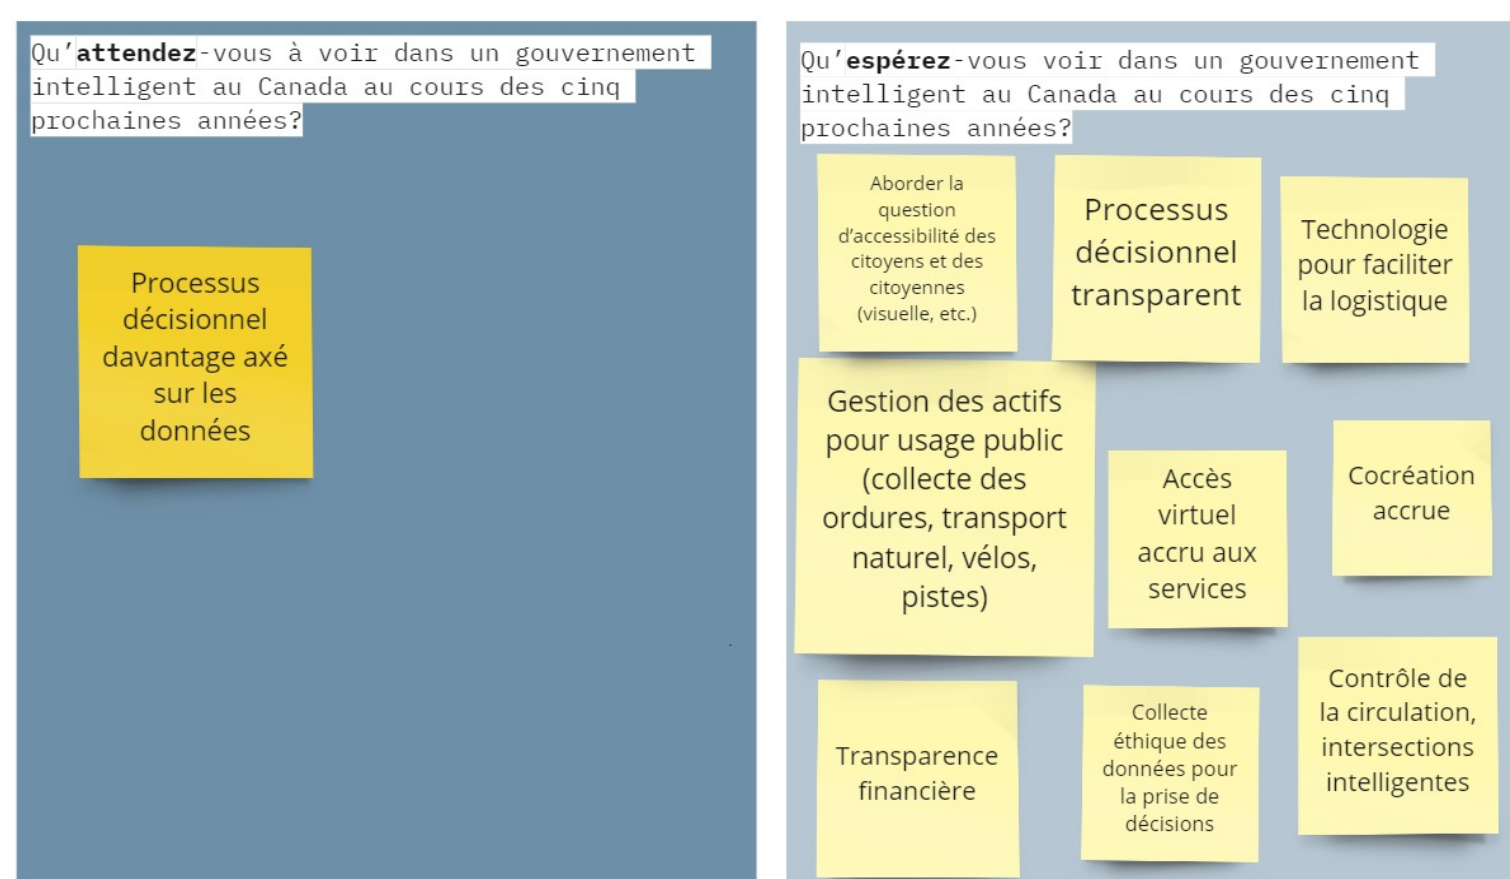 Qu’attendez-vous à voir dans un gouvernement
intelligent au Canada au cours des cinq
prochaines années?
Processus
décisionnel
davantage axé
sur les
données
Qu’espérez-vous voir dans un gouvernement
intelligent au Canada au cours des cinq
prochaines années?
Aborder la
question
d’accessibilité des
citoyens et des
citoyennes
(visuelle, etc.)
Processus
décisionnel
transparent
Technologie
pour faciliter
la logistique
Gestion des actifs
pour usage public
(collecte des
ordures, transport
naturel, vélos,
pistes)
Accès
virtuel
accru aux
services
Cocréation
accrue
Transparence
financière
Collecte
éthique des
données pour
la prise de
décisions
Contrôle de
la circulation,
intersections
intelligentes